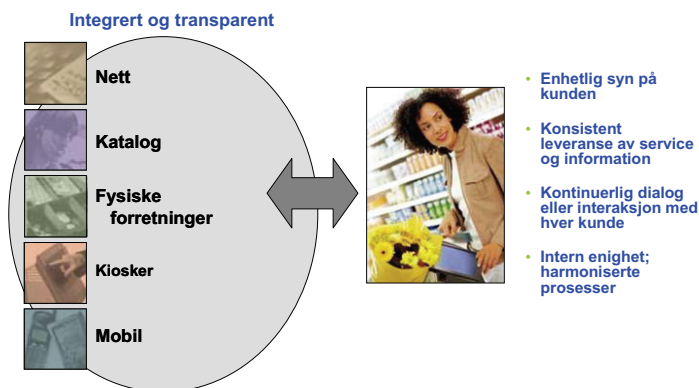 Integrert og transparent
Nett
Katalog
Fysiske
forretninger
Kiosker
Mobil
• Enhetlig syn på
kunden
• Konsistent
leveranse av service
og information
• Kontinuerlig dialog
eller interaksjon med
hver kunde
• Intern enighet;
harmoniserte
prosesser